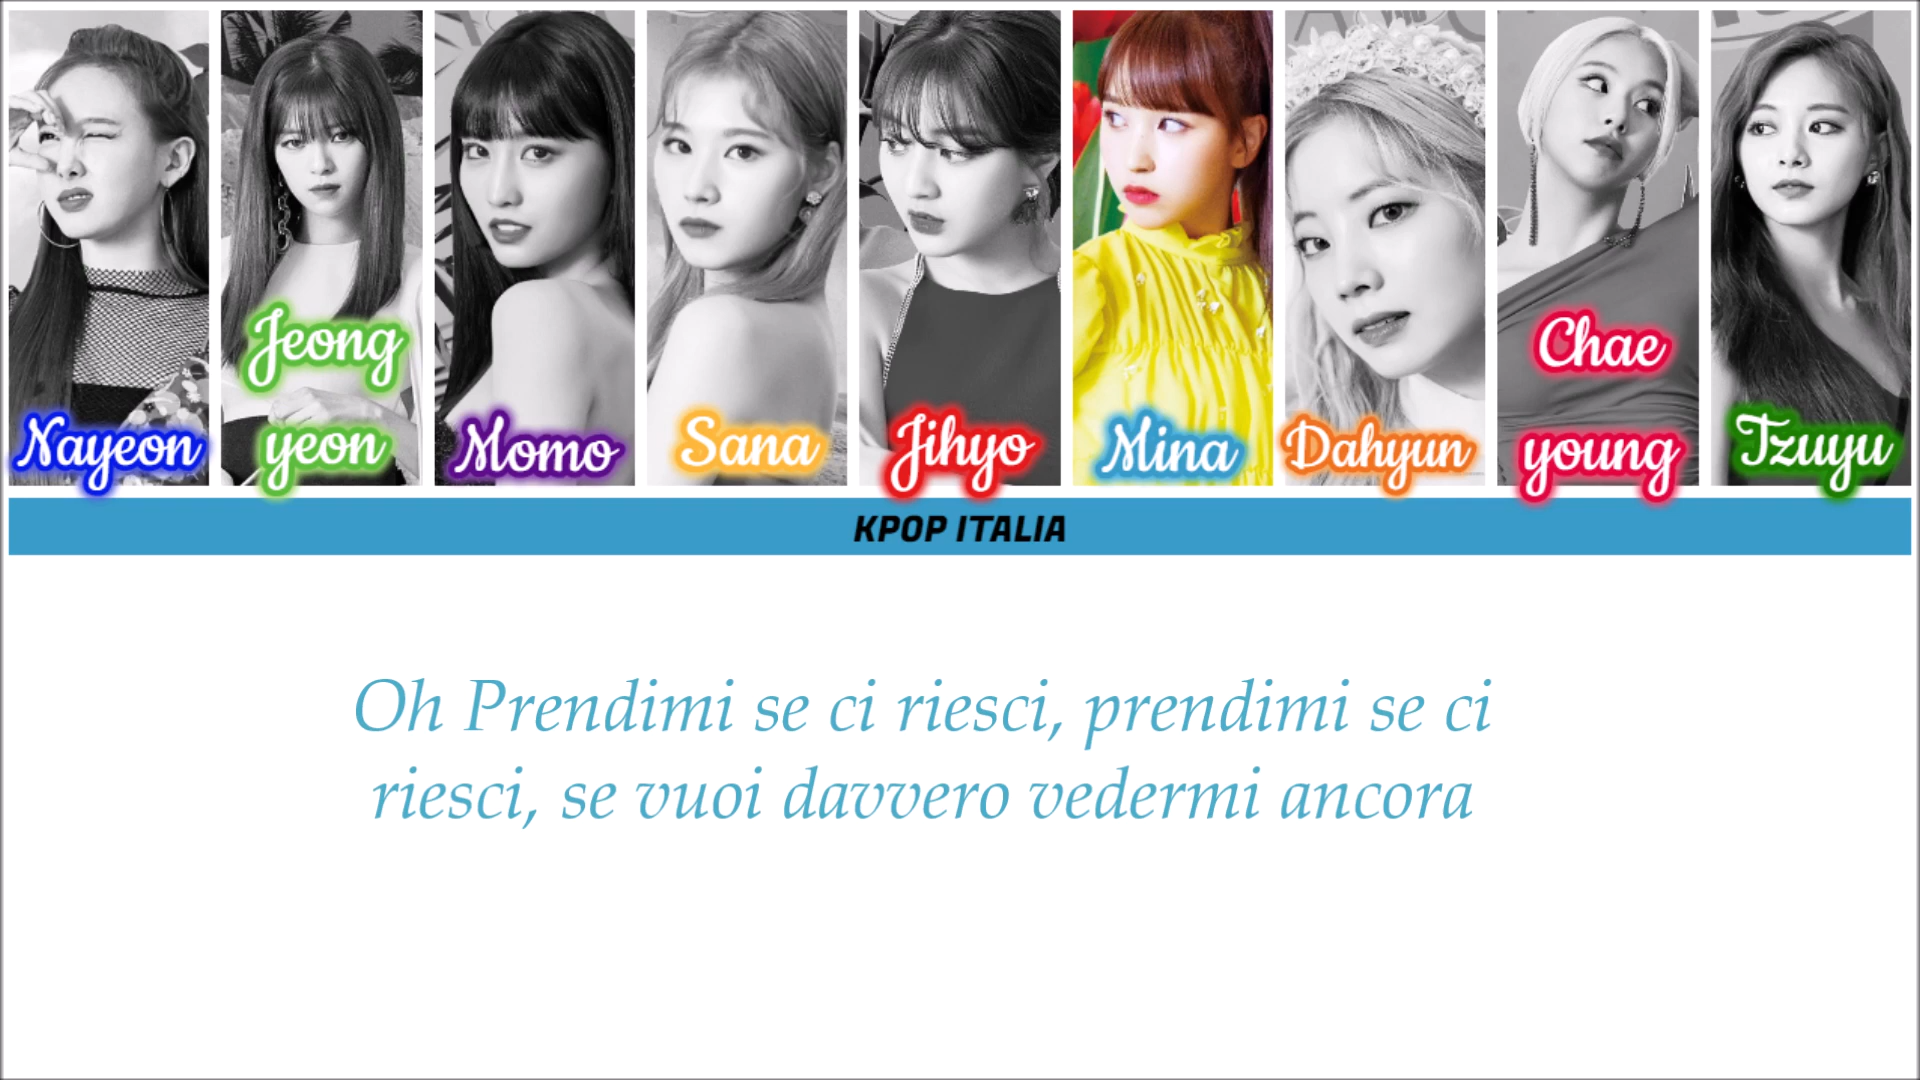 Nayeon
Jeong
yeon
Momo
Sana
Jihyo
Mina
Dahyun
Chae
young
Tzuyu
KPOP ITALIA
Oh Prendimi se ci riesci, prendimi se ci
riesci, se vuoi davvero vedermi ancora